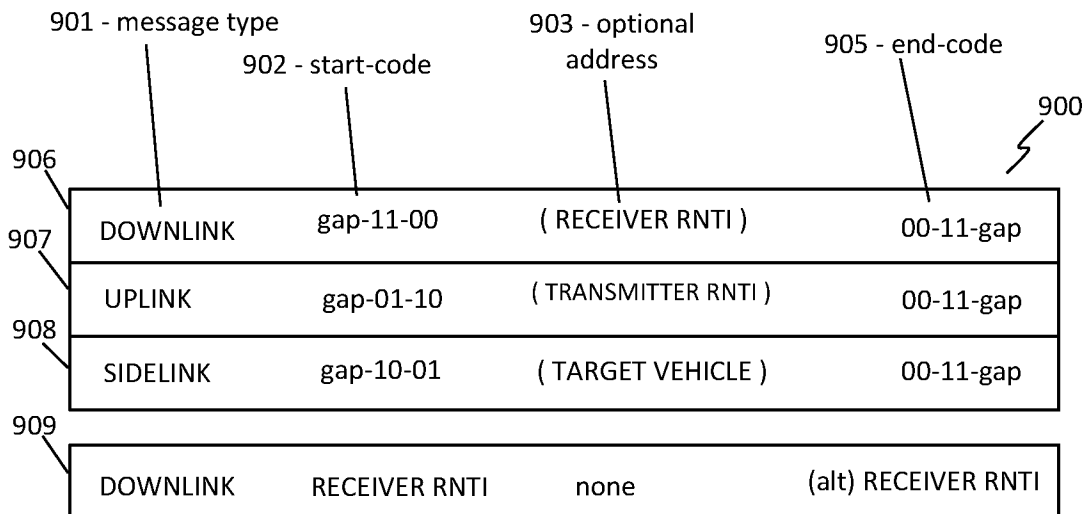 901 - message type
902 - start-code
903 - optional
address
905 - end-code
900
906
DOWNLINK gap-11-00 ( RECEIVER RNTI ) 00-11-gap
907
UPLINK gap-01-10 ( TRANSMITTER RNTI ) 00-11-gap
908
SIDELINK gap-10-01 ( TARGET VEHICLE ) 00-11-gap
909
DOWNLINK RECEIVER RNTI none (alt) RECEIVER RNTI